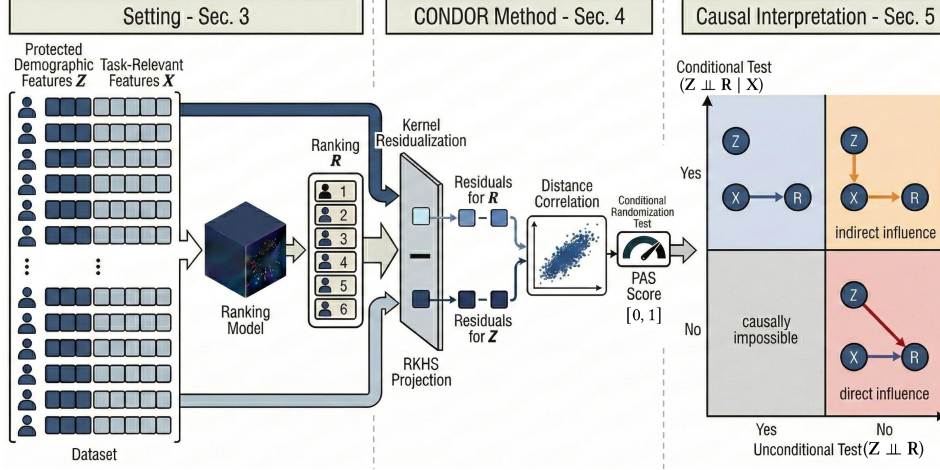 Setting - Sec. 3
CONDOR Method - Sec. 4
Causal Interpretation - Sec. 5
Protected
Demographic
Features Z
Task-Relevant
Features X
Dataset
Ranking
Model
Ranking
R
1
2
3
4
5
6
Kernel
Residualization
RKHS
Projection
Residuals
for R
Residuals
for Z
Distance
Correlation
Conditional
Randomization
Test
PAS
Score
[0, 1]
Conditional Test
(Z ⫫ R | X)
Yes
No
Z
X
R
Z
X
R
indirect influence
causally
impossible
Z
X
R
direct influence
Yes
No
Unconditional Test(Z ⫫ R)